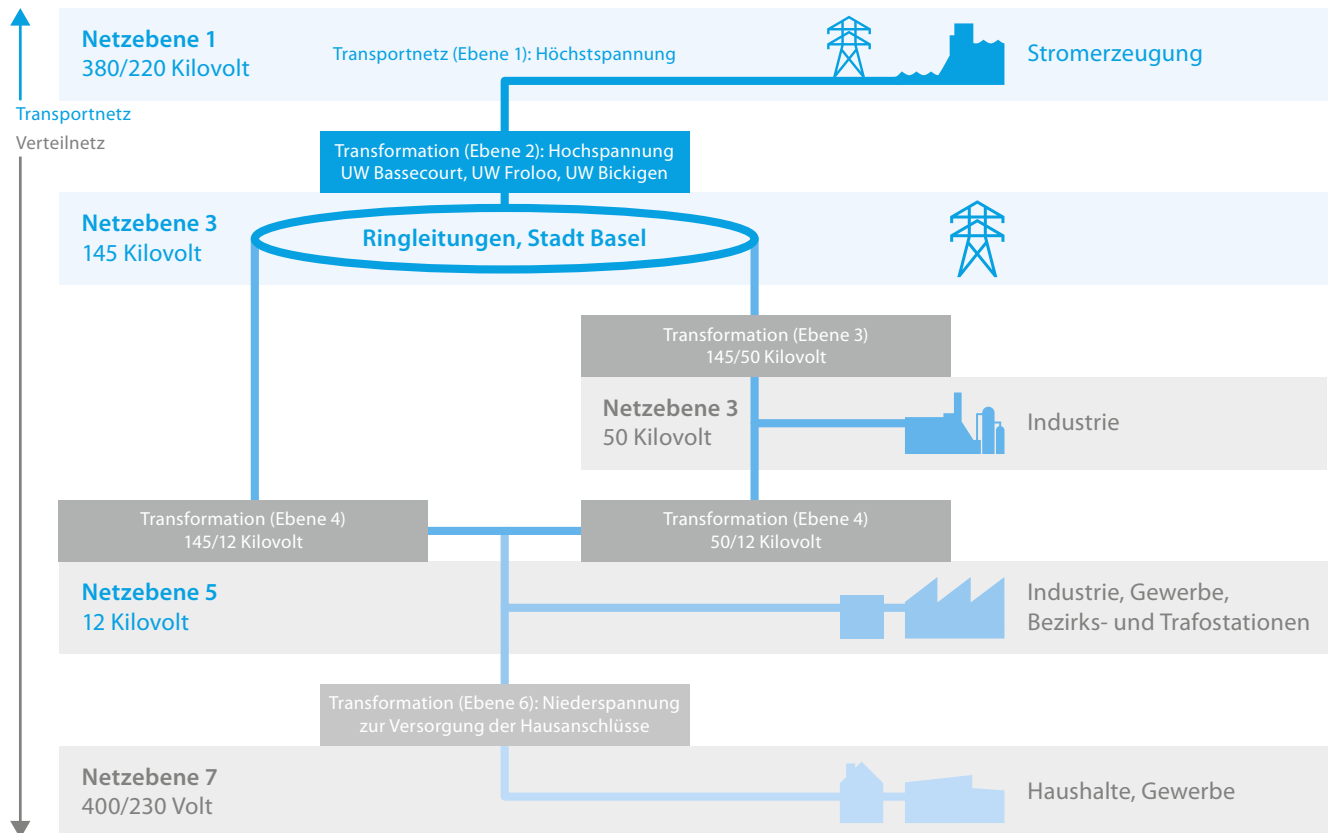 Netzebene 1
380/220 Kilovolt
Transportnetz (Ebene 1): Höchstspannung
Stromerzeugung
Transportnetz
Verteilnetz
Transformation (Ebene 2): Hochspannung
UW Bassecourt, UW Froloo, UW Bickigen
Netzebene 3
145 Kilovolt
Ringleitungen, Stadt Basel
Transformation (Ebene 3)
145/50 Kilovolt
Netzebene 3
50 Kilovolt
Industrie
Transformation (Ebene 4)
145/12 Kilovolt
Transformation (Ebene 4)
50/12 Kilovolt
Netzebene 5
12 Kilovolt
Industrie, Gewerbe,
Bezirks- und Trafostationen
Transformation (Ebene 6): Niederspannung
zur Versorgung der Hausanschlüsse
Netzebene 7
400/230 Volt
Haushalte, Gewerbe